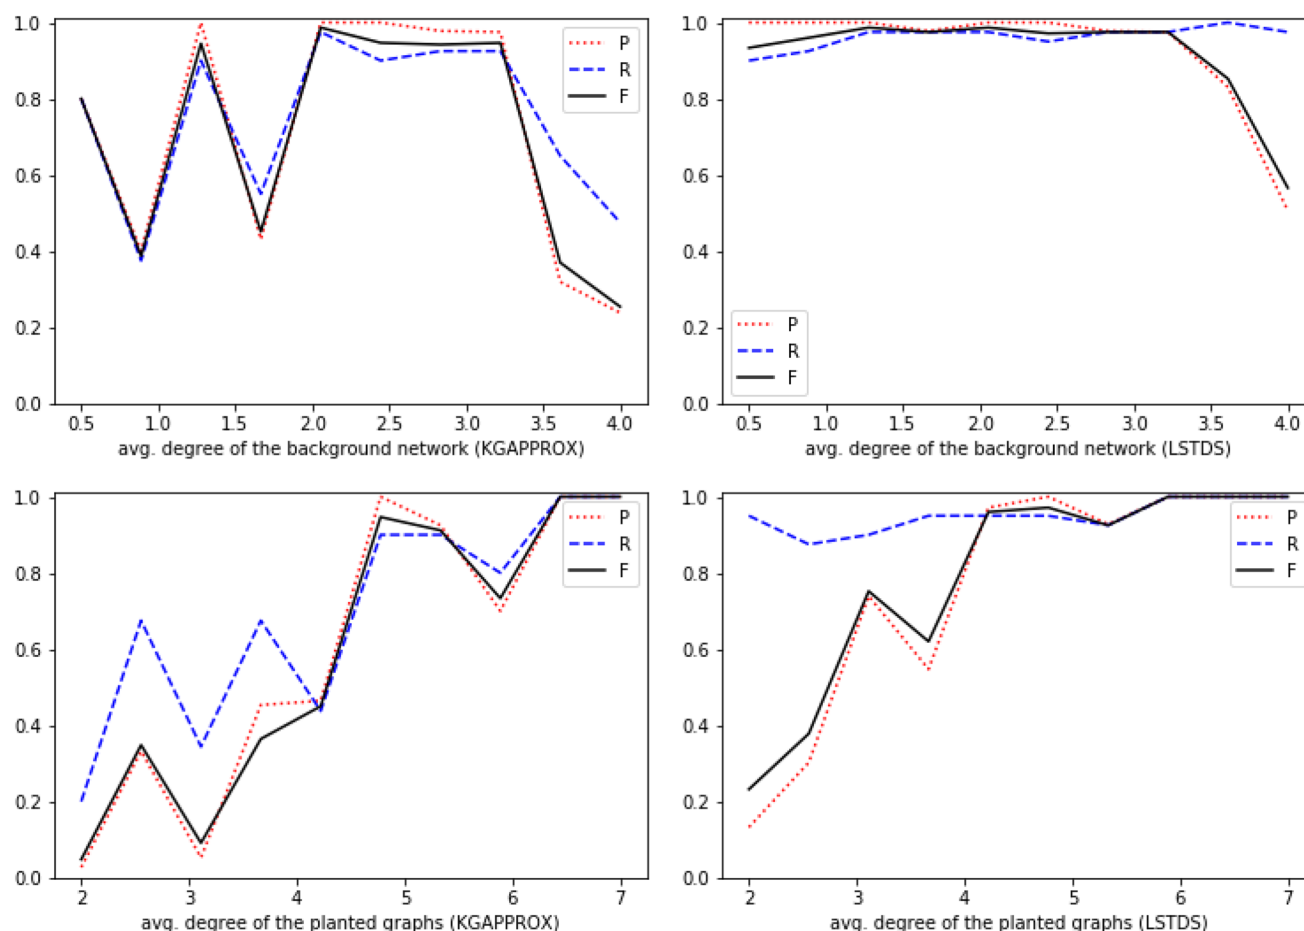 1.0
0.8
0.6
0.4
0.2
0.0
P
R
F
0.5 1.0 1.5 2.0 2.5 3.0 3.5 4.0
avg. degree of the background network (KGAPPROX)
1.0
0.8
0.6
0.4
0.2
0.0
P
R
F
0.5 1.0 1.5 2.0 2.5 3.0 3.5 4.0
avg. degree of the background network (LSTDS)
1.0
0.8
0.6
0.4
0.2
0.0
P
R
F
2 3 4 5 6 7
avg. degree of the planted graphs (KGAPPROX)
1.0
0.8
0.6
0.4
0.2
0.0
P
R
F
2 3 4 5 6 7
avg. degree of the planted graphs (LSTDS)